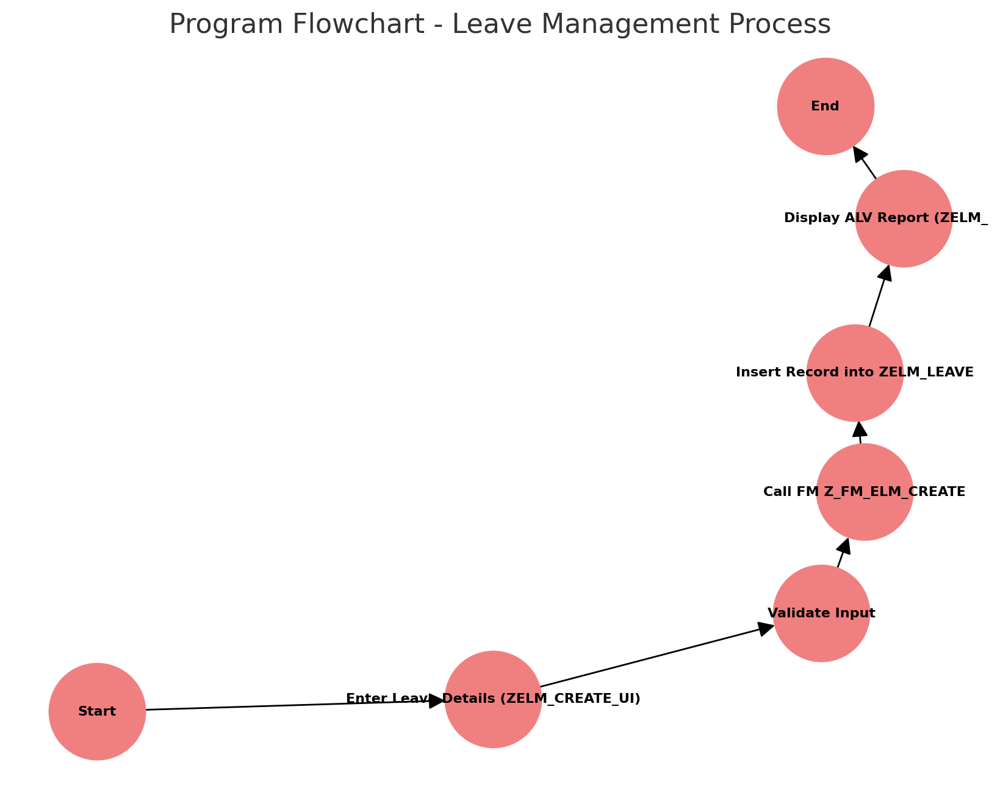 Program Flowchart - Leave Management Process
End
Display ALV Report (ZELM_
Insert Record into ZELM_LEAVE
Call FM Z_FM_ELM_CREATE
Validate Input
Enter Leave Details (ZELM_CREATE_UI)
Start